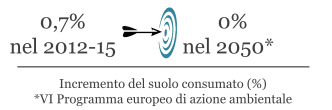 0,7%
nel 2012-15
0%
nel 2050*
Incremento del suolo consumato (%)
*VI Programma europeo di azione ambientale